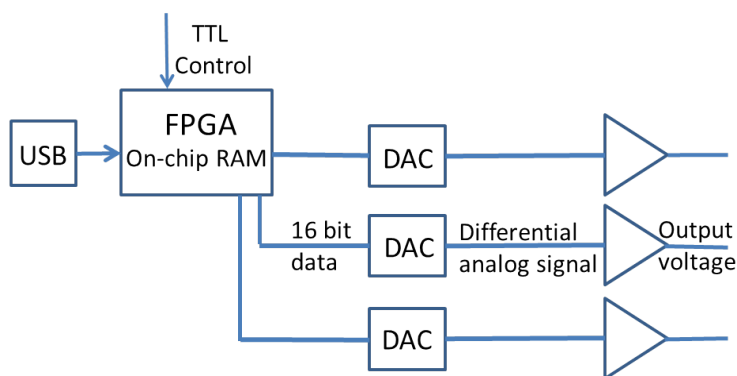 TTL
Control
FPGA
On-chip RAM
USB
DAC
16 bit
data
DAC
Differential
analog signal
Output
voltage
DAC